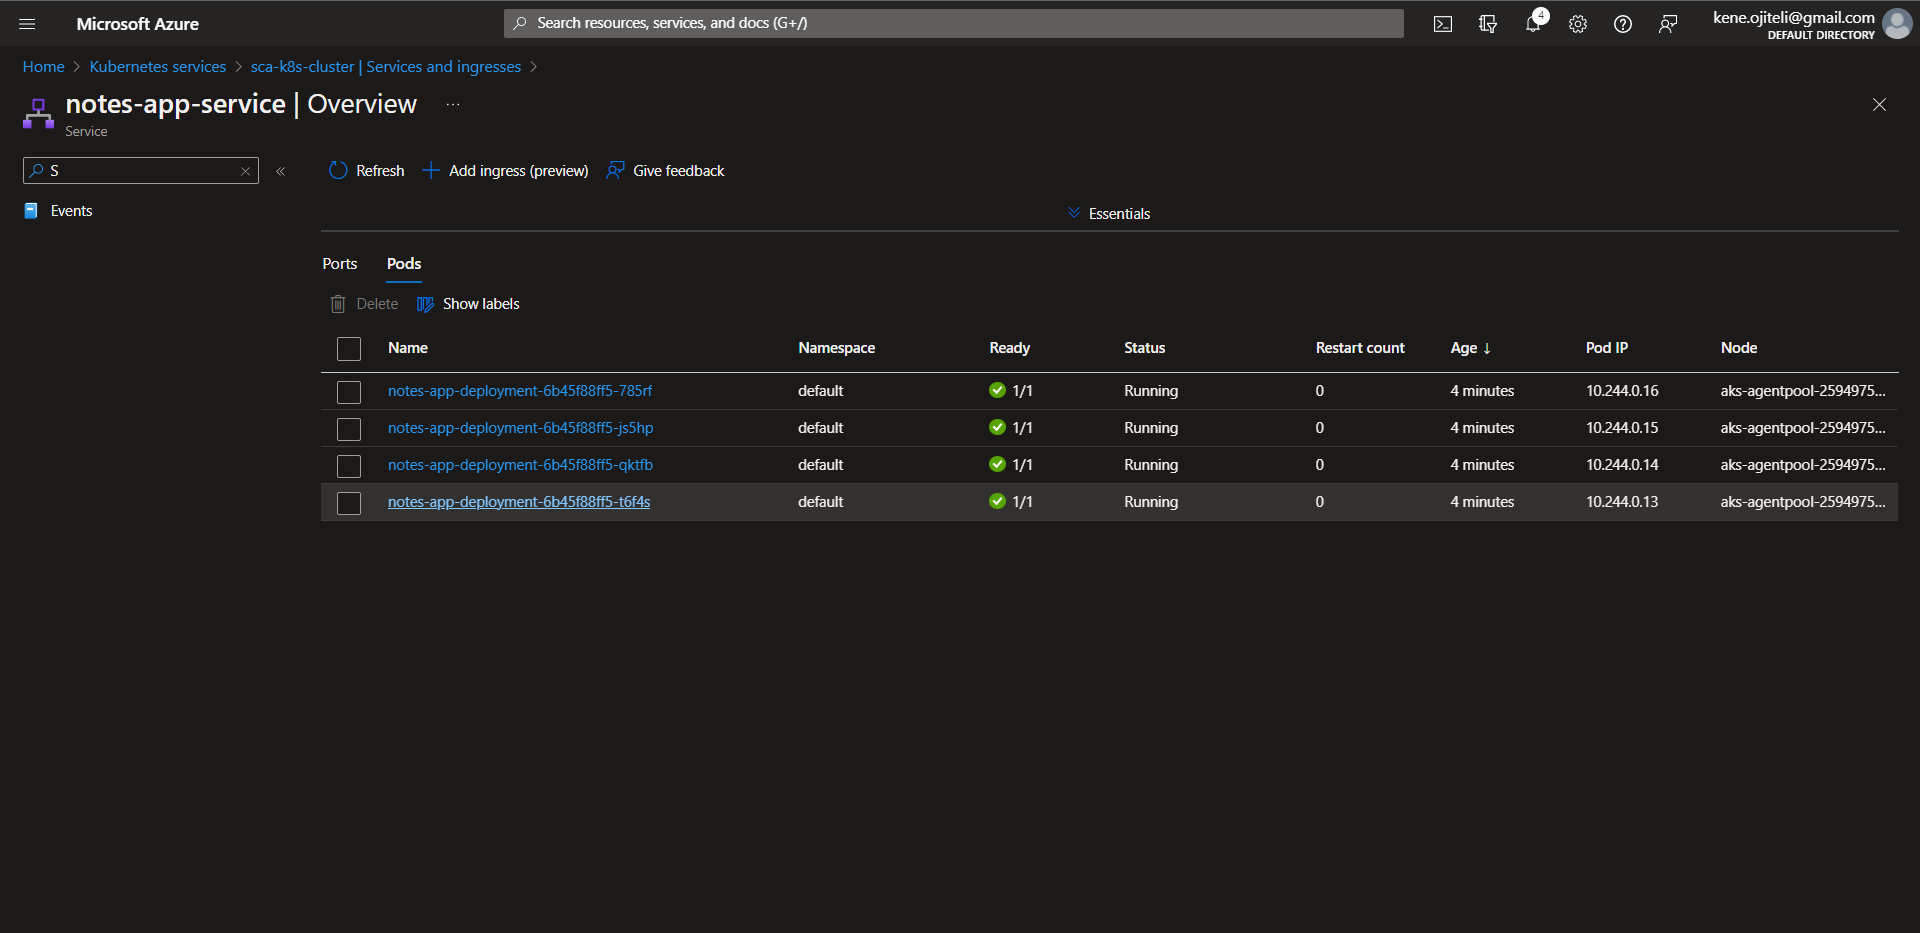 Microsoft Azure
Search resources, services, and docs (G+/)
4
kene.ojiteli@gmail.com
DEFAULT DIRECTORY
Home > Kubernetes services > sca-k8s-cluster | Services and ingresses >
notes-app-service | Overview ...
Service
S
Refresh Add ingress (preview) Give feedback
Events
Essentials
Ports Pods
Delete Show labels
Name Namespace Ready Status Restart count Age ↓ Pod IP Node
notes-app-deployment-6b45f88ff5-785rf default 1/1 Running 0 4 minutes 10.244.0.16 aks-agentpool-2594975...
notes-app-deployment-6b45f88ff5-js5hp default 1/1 Running 0 4 minutes 10.244.0.15 aks-agentpool-2594975...
notes-app-deployment-6b45f88ff5-qktfb default 1/1 Running 0 4 minutes 10.244.0.14 aks-agentpool-2594975...
notes-app-deployment-6b45f88ff5-t6f4s default 1/1 Running 0 4 minutes 10.244.0.13 aks-agentpool-2594975...